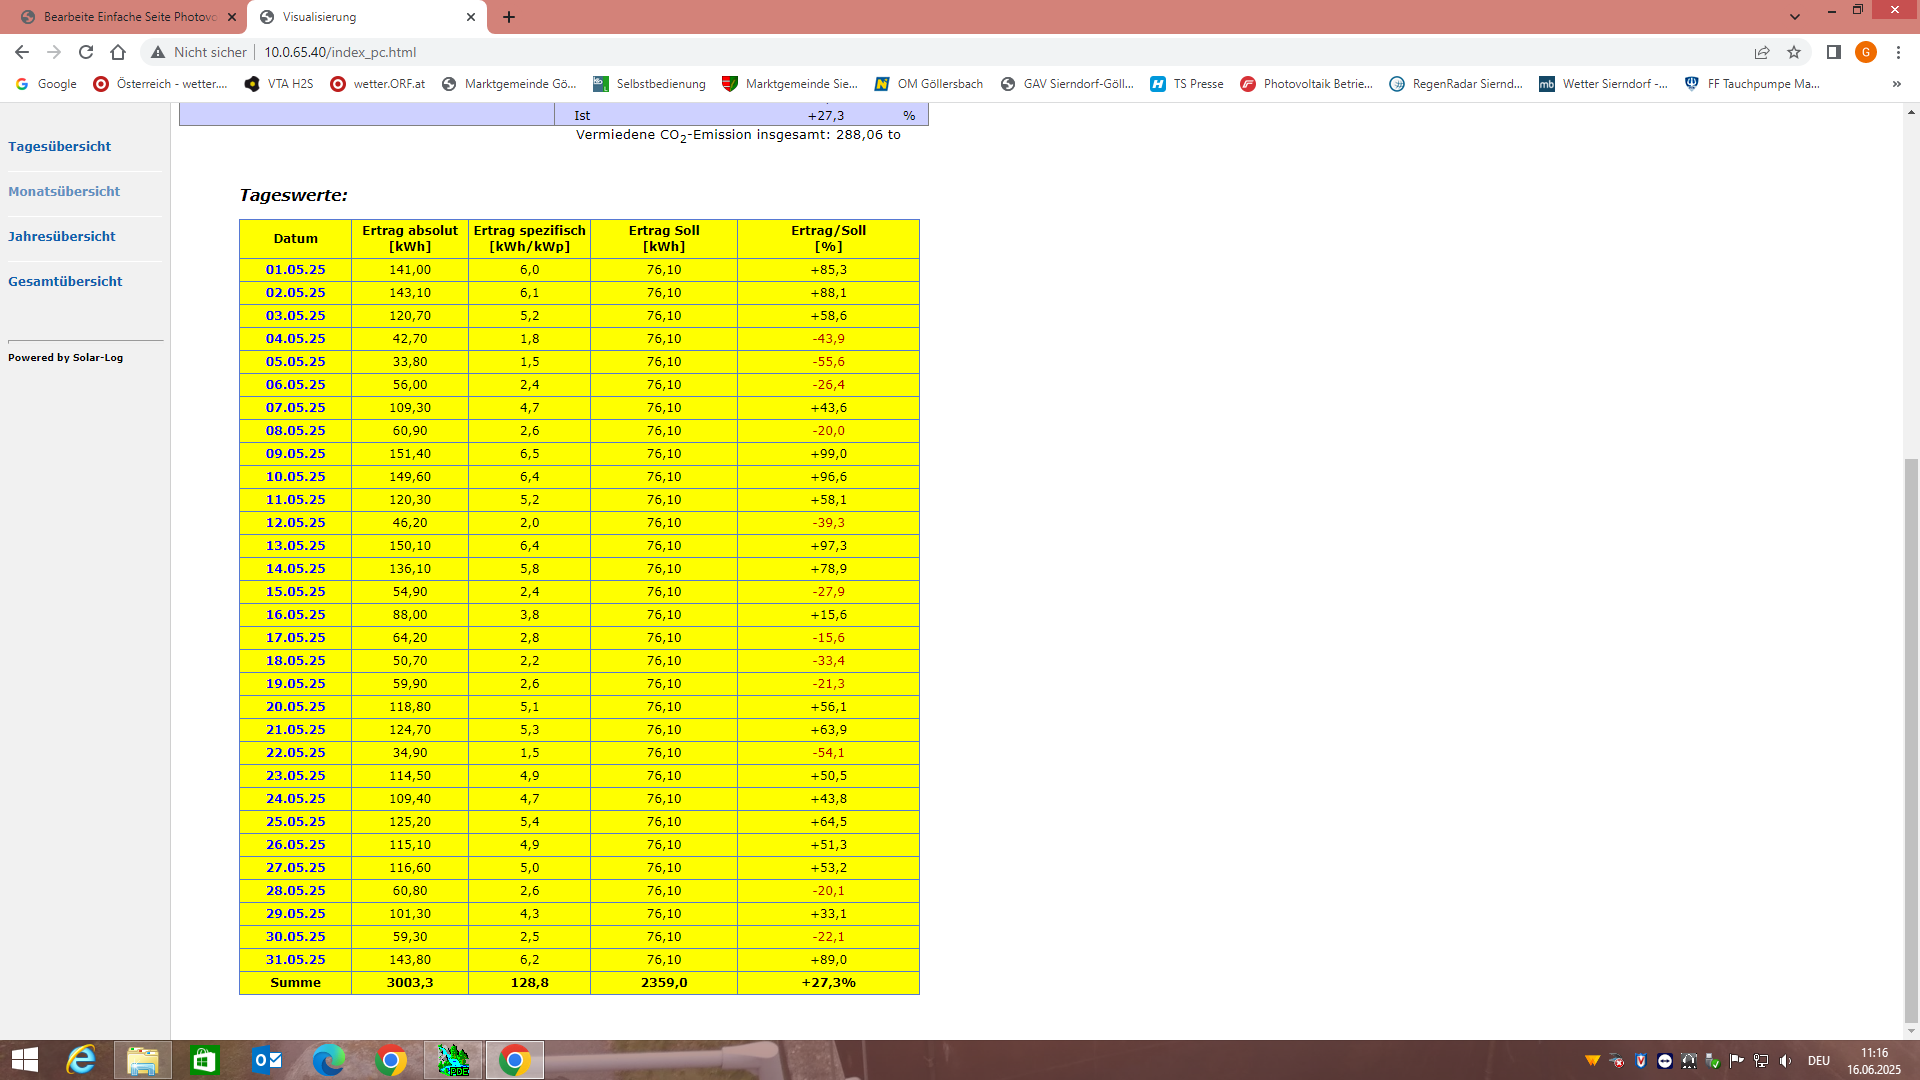 Bearbeite Einfache Seite Photovo
Visualisierung
Nicht sicher
10.0.65.40/index_pc.html
G
Google
Österreich - wetter....
VTA H2S
wetter.ORF.at
Marktgemeinde Gö...
Selbstbedienung
Marktgemeinde Sie...
OM Göllersbach
GAV Sierndorf-Göll...
TS Presse
Photovoltaik Betrie...
RegenRadar Siernd...
mb
Wetter Sierndorf -...
FF Tauchpumpe Ma...
»
Ist +27,3 %
Vermiedene CO2-Emission insgesamt: 288,06 to
Tagesübersicht
Monatsübersicht
Jahresübersicht
Gesamtübersicht
Powered by Solar-Log
Tageswerte:
Datum Ertrag absolut [kWh] Ertrag spezifisch [kWh/kWp] Ertrag Soll [kWh] Ertrag/Soll [%]
01.05.25 141,00 6,0 76,10 +85,3
02.05.25 143,10 6,1 76,10 +88,1
03.05.25 120,70 5,2 76,10 +58,6
04.05.25 42,70 1,8 76,10 -43,9
05.05.25 33,80 1,5 76,10 -55,6
06.05.25 56,00 2,4 76,10 -26,4
07.05.25 109,30 4,7 76,10 +43,6
08.05.25 60,90 2,6 76,10 -20,0
09.05.25 151,40 6,5 76,10 +99,0
10.05.25 149,60 6,4 76,10 +96,6
11.05.25 120,30 5,2 76,10 +58,1
12.05.25 46,20 2,0 76,10 -39,3
13.05.25 150,10 6,4 76,10 +97,3
14.05.25 136,10 5,8 76,10 +78,9
15.05.25 54,90 2,4 76,10 -27,9
16.05.25 88,00 3,8 76,10 +15,6
17.05.25 64,20 2,8 76,10 -15,6
18.05.25 50,70 2,2 76,10 -33,4
19.05.25 59,90 2,6 76,10 -21,3
20.05.25 118,80 5,1 76,10 +56,1
21.05.25 124,70 5,3 76,10 +63,9
22.05.25 34,90 1,5 76,10 -54,1
23.05.25 114,50 4,9 76,10 +50,5
24.05.25 109,40 4,7 76,10 +43,8
25.05.25 125,20 5,4 76,10 +64,5
26.05.25 115,10 4,9 76,10 +51,3
27.05.25 116,60 5,0 76,10 +53,2
28.05.25 60,80 2,6 76,10 -20,1
29.05.25 101,30 4,3 76,10 +33,1
30.05.25 59,30 2,5 76,10 -22,1
31.05.25 143,80 6,2 76,10 +89,0
Summe 3003,3 128,8 2359,0 +27,3%
PDE
DEU
11:16
16.06.2025